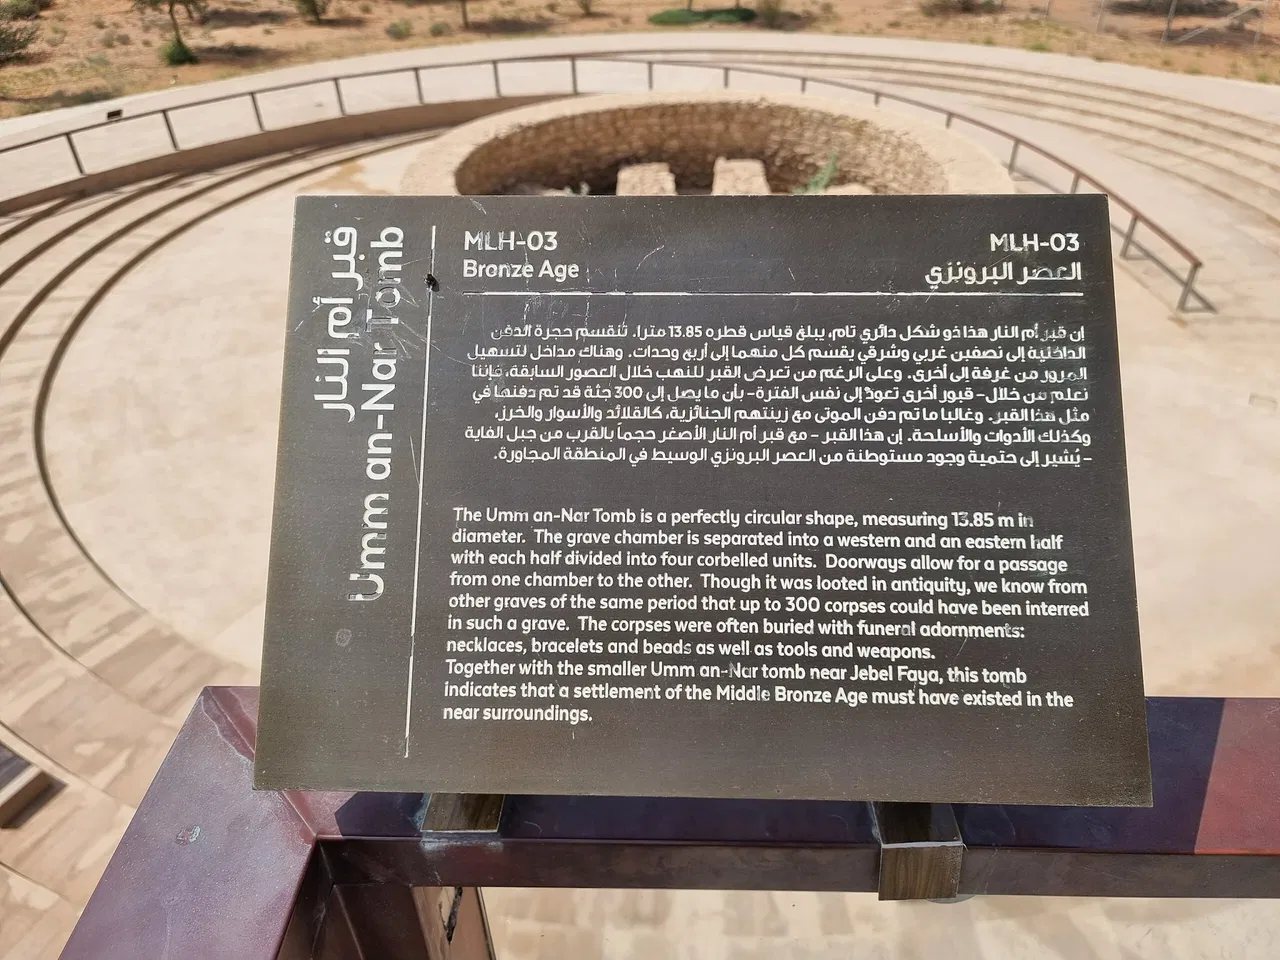 قبر أم النار
Umm an-Nar Tomb
MLH-03
Bronze Age
MLH-03
العصر البرونزي
إن قبر أم النار هذا ذو شكل دائري تام، يبلغ قياس قطره 13.85 مترا. تنقسم حجرة الدفن
الداخلية إلى نصفين غربي وشرقي يقسم كل منهما إلى أربع وحدات. وهناك مداخل لتسهيل
المرور من غرفة إلى أخرى. وعلى الرغم من تعرض القبر للنهب خلال العصور السابقة، فإننا
نعلم من خلال- قبور أخرى تعود إلى نفس الفترة- بأن ما يصل إلى 300 جثة قد تم دفنها في
مثل هذا القبر. وغالبا ما تم دفن الموتى مع زينتهم الجنائزية، كالقلائد والأسوار والخرز،
وكذلك الأدوات والأسلحة. إن هذا القبر - مع قبر أم النار الأصغر حجماً بالقرب من جبل الفاية
- يُشير إلى حتمية وجود مستوطنة من العصر البرونزي الوسيط في المنطقة المجاورة.
The Umm an-Nar Tomb is a perfectly circular shape, measuring 13.85 m in
diameter. The grave chamber is separated into a western and an eastern half
with each half divided into four corbelled units. Doorways allow for a passage
from one chamber to the other. Though it was looted in antiquity, we know from
other graves of the same period that up to 300 corpses could have been interred
in such a grave. The corpses were often buried with funeral adornments:
necklaces, bracelets and beads as well as tools and weapons.
Together with the smaller Umm an-Nar tomb near Jebel Faya, this tomb
indicates that a settlement of the Middle Bronze Age must have existed in the
near surroundings.